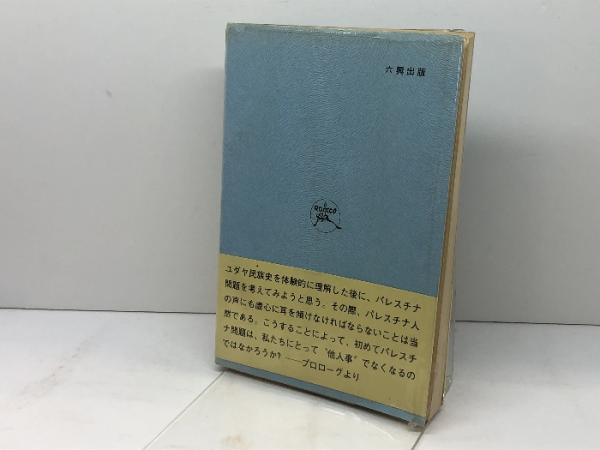 六興出版
ROKKO
ユダヤ民族史を体験的に理解した後に、パレスチナ
問題を考えてみようと思う。その際、パレスチナ人
の声にも虚心に耳を傾けなければならないことは当
然である。こうすることによって、初めてパレスチ
ナ問題は、私たちにとって“他人事”でなくなるの
ではなかろうか？――プロローグより